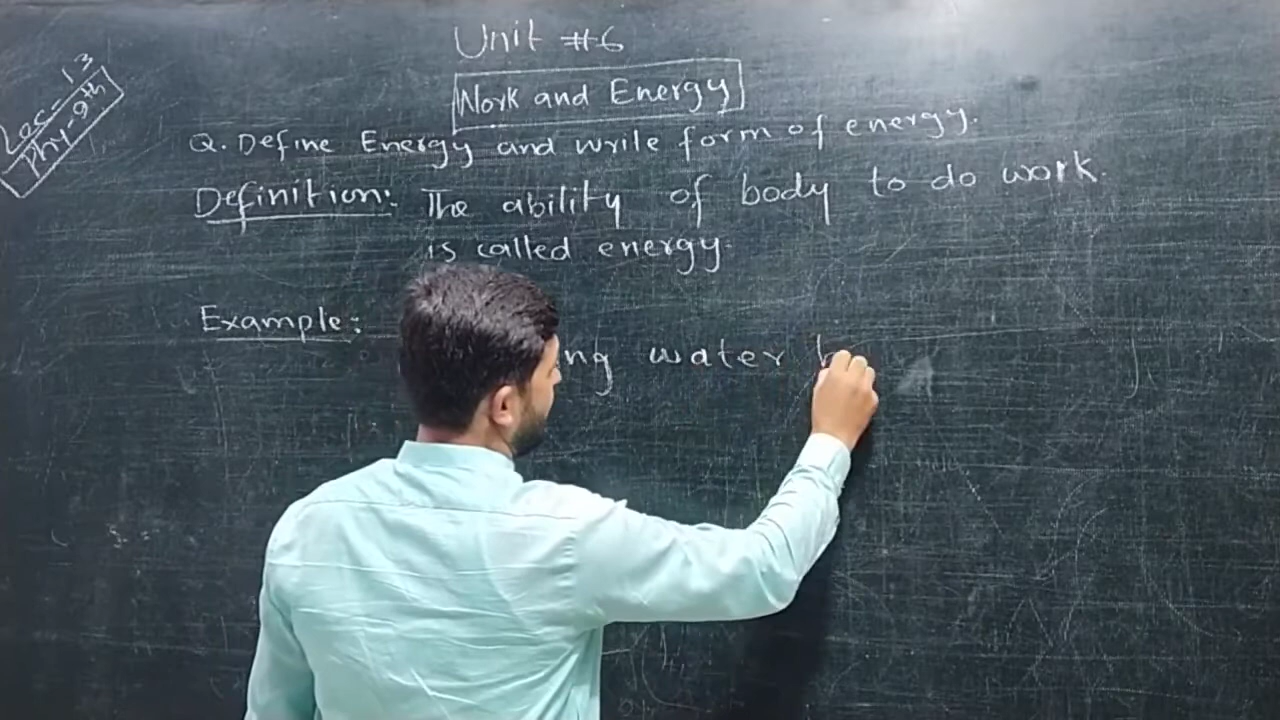 Lec-13
Phy-9th
Unit #6
Work and Energy
Q. Define Energy and write form of energy.
Definition: The ability of body to do work.
is called energy.
Example:
ng water